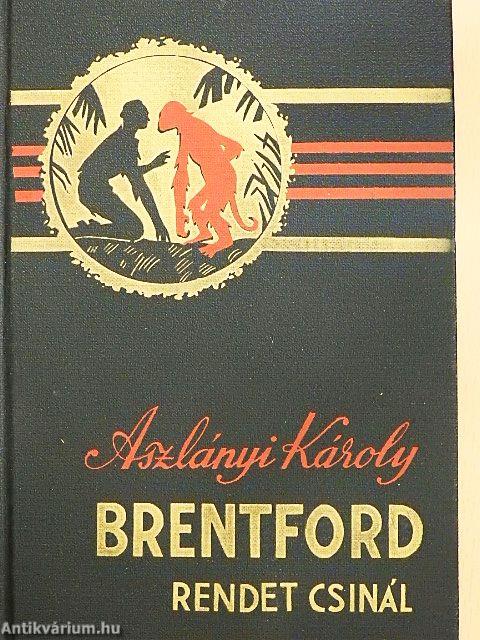 Aszlányi Károly
BRENTFORD
RENDET CSINÁL
Antikvárium.hu